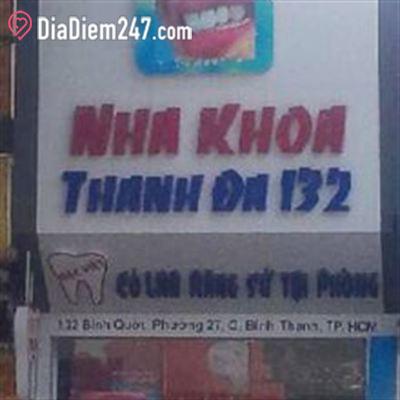 DiaDiem247.com
NHA KHOA
THANH ĐA 132
CÓ LAB RĂNG SỨ TẠI PHÒNG
132 Bình Quới, Phường 27, Q. Bình Thạnh, TP. HCM